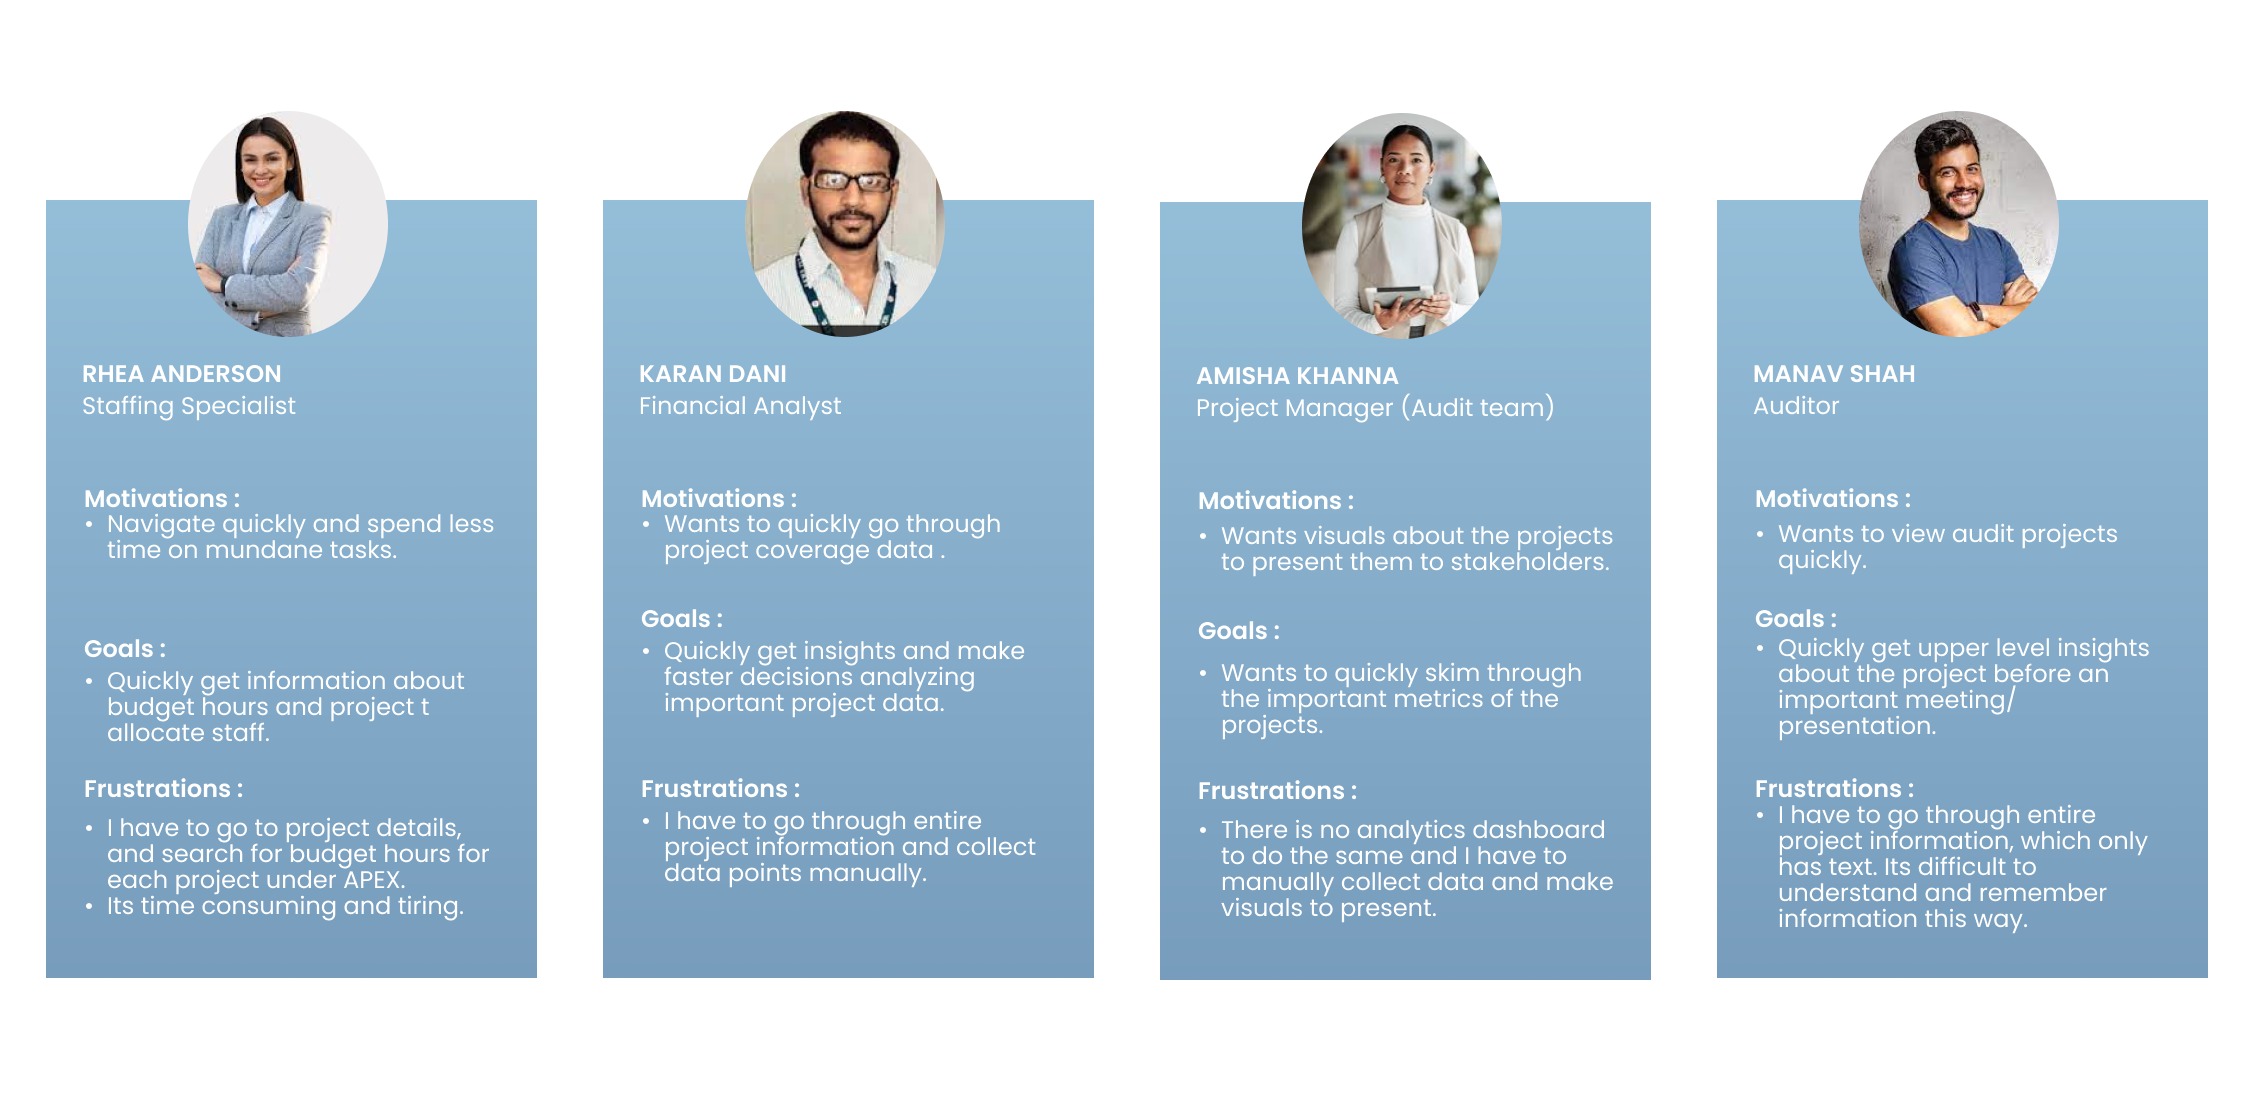 RHEA ANDERSON
Staffing Specialist
Motivations :
• Navigate quickly and spend less
time on mundane tasks.
Goals :
• Quickly get information about
budget hours and project t
allocate staff.
Frustrations :
• I have to go to project details,
and search for budget hours for
each project under APEX.
• Its time consuming and tiring.
KARAN DANI
Financial Analyst
Motivations :
• Wants to quickly go through
project coverage data .
Goals :
• Quickly get insights and make
faster decisions analyzing
important project data.
Frustrations :
• I have to go through entire
project information and collect
data points manually.
AMISHA KHANNA
Project Manager (Audit team)
Motivations :
• Wants visuals about the projects
to present them to stakeholders.
Goals :
• Wants to quickly skim through
the important metrics of the
projects.
Frustrations :
• There is no analytics dashboard
to do the same and I have to
manually collect data and make
visuals to present.
MANAV SHAH
Auditor
Motivations :
• Wants to view audit projects
quickly.
Goals :
• Quickly get upper level insights
about the project before an
important meeting/
presentation.
Frustrations :
• I have to go through entire
project information, which only
has text. Its difficult to
understand and remember
information this way.